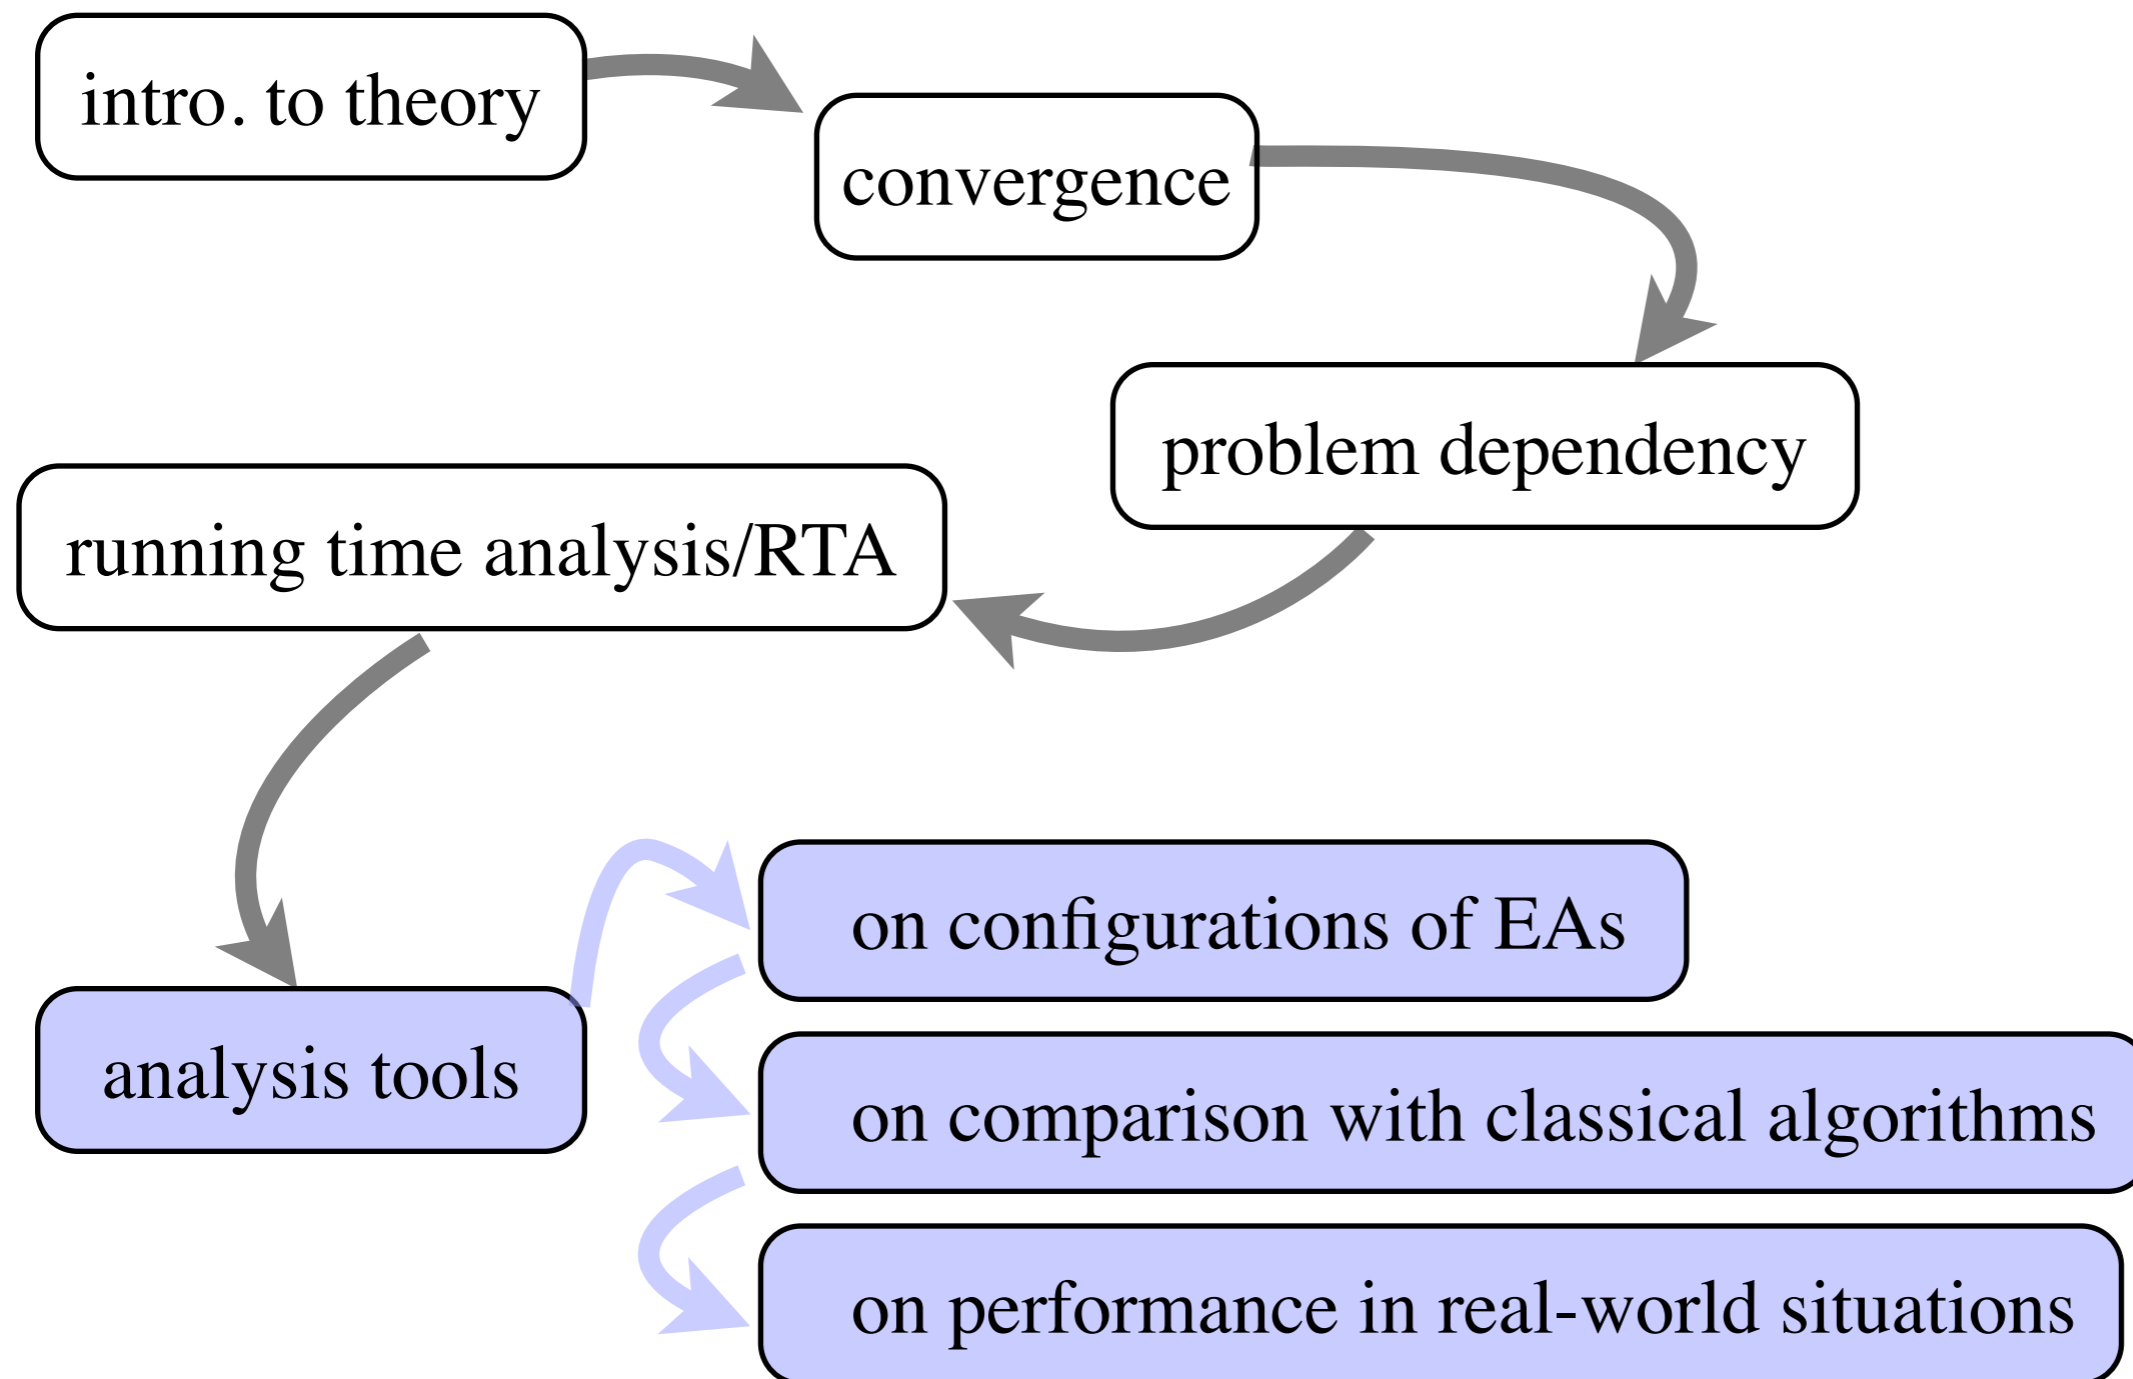 intro. to theory
convergence
problem dependency
running time analysis/RTA
analysis tools
on configurations of EAs
on comparison with classical algorithms
on performance in real-world situations